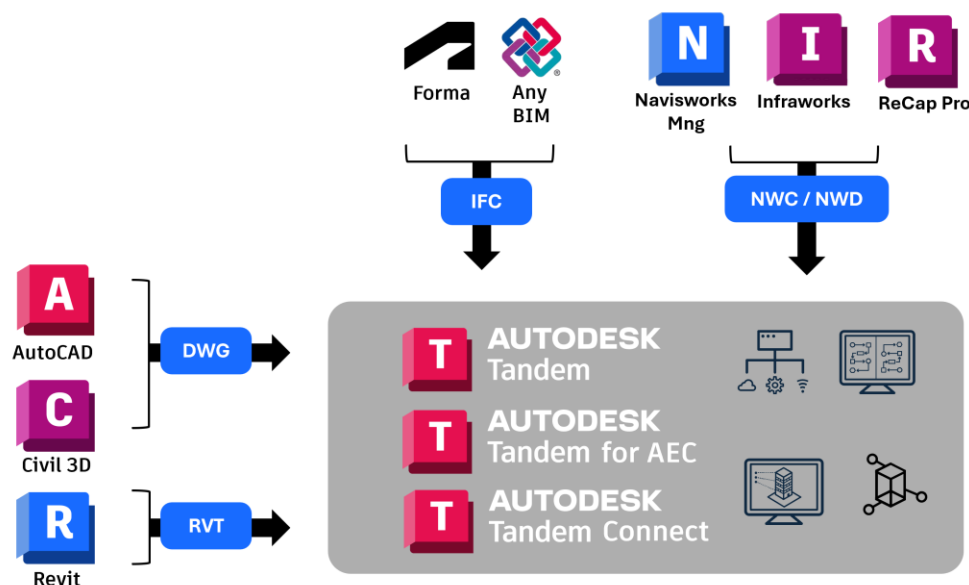 Forma
Any
BIM
N
Navisworks
Mng
I
Infraworks
R
ReCap Pro
IFC
NWC / NWD
A
AutoCAD
C
Civil 3D
DWG
R
Revit
RVT
T
AUTODESK
Tandem
T
AUTODESK
Tandem for AEC
T
AUTODESK
Tandem Connect